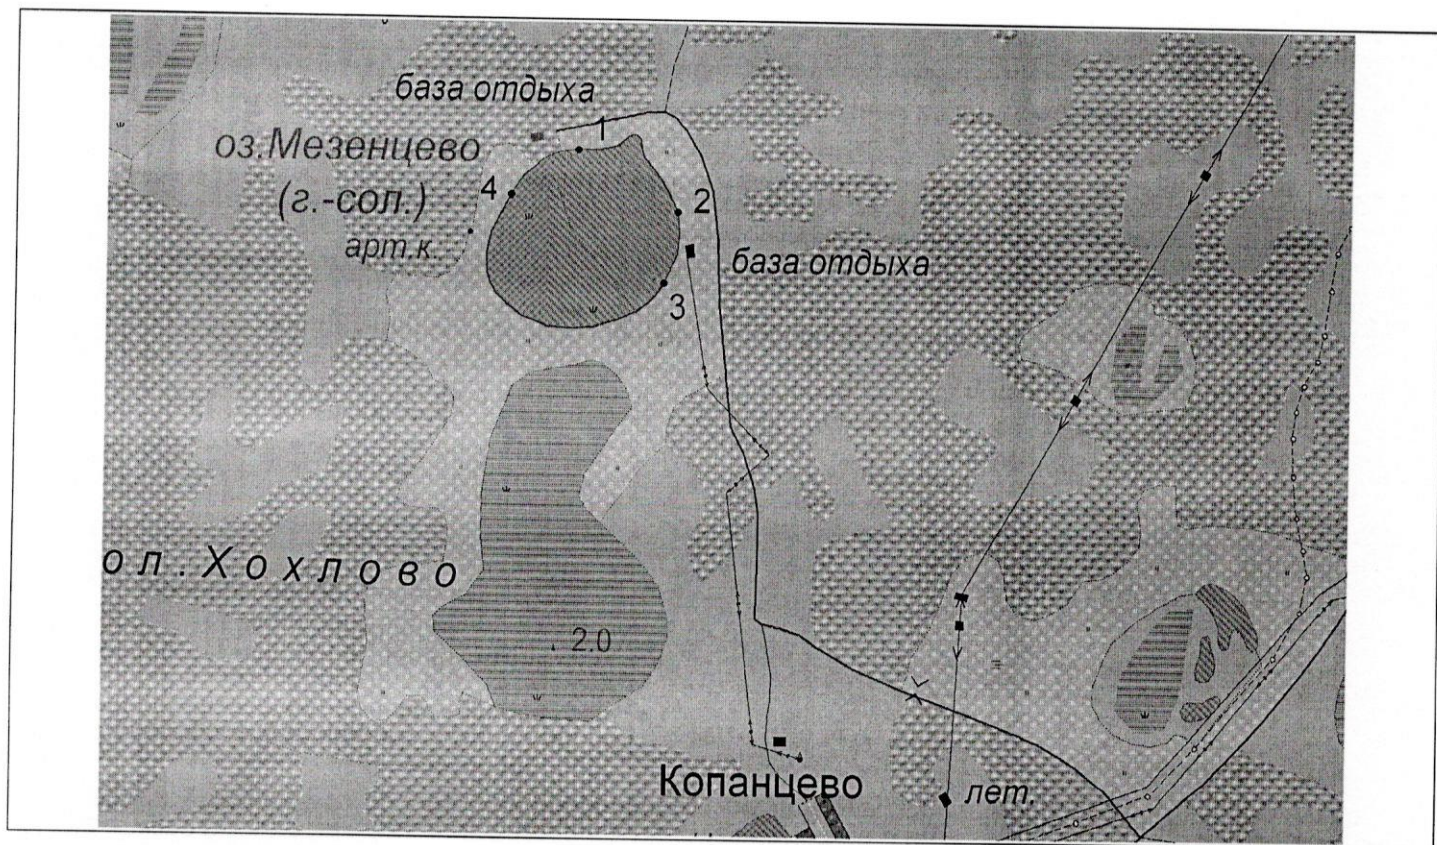 база отдыха
1
оз.Мезенцево
4
(г.-сол.)
2
арт.к.
база отдыха
3
ол.Хохлово
2.0
Копанцево
лет.